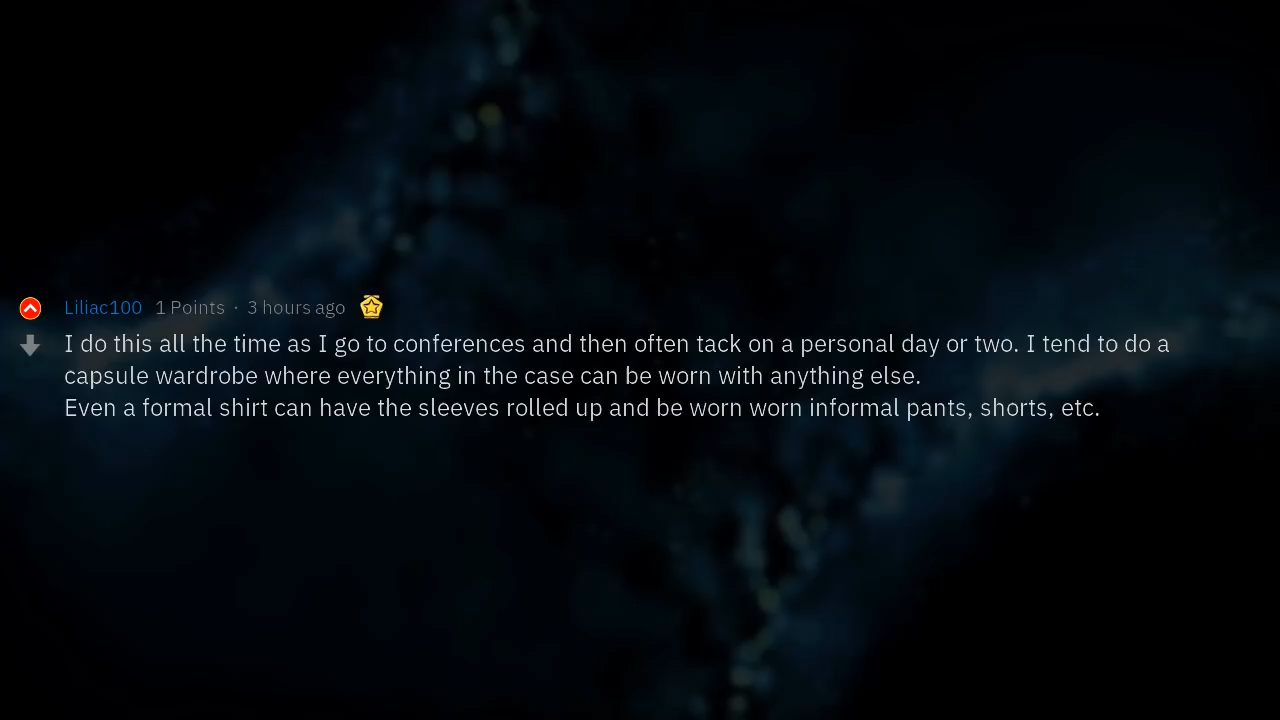 Liliac100 1 Points · 3 hours ago
I do this all the time as I go to conferences and then often tack on a personal day or two. I tend to do a
capsule wardrobe where everything in the case can be worn with anything else.
Even a formal shirt can have the sleeves rolled up and be worn worn informal pants, shorts, etc.